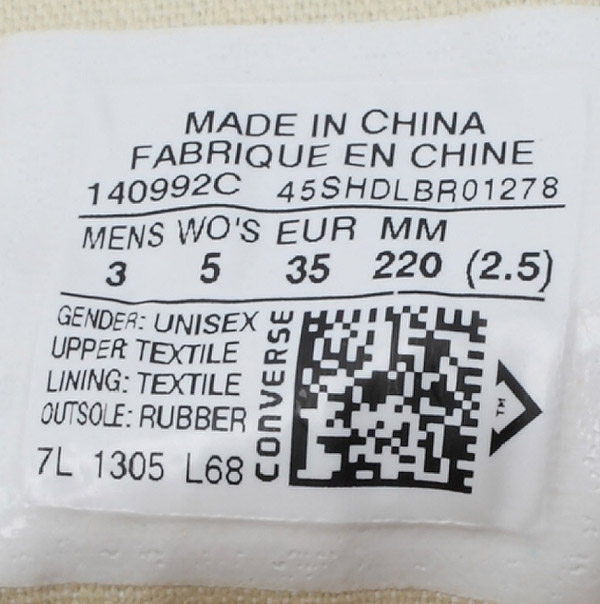 MADE IN CHINA
FABRIQUE EN CHINE
140992C 45SHDLBR01278
MENS WO'S EUR MM
3 5 35 220 (2.5)
GENDER: UNISEX
UPPER: TEXTILE
LINING: TEXTILE
OUTSOLE: RUBBER
7L 1305 L68
CONVERSE
TM